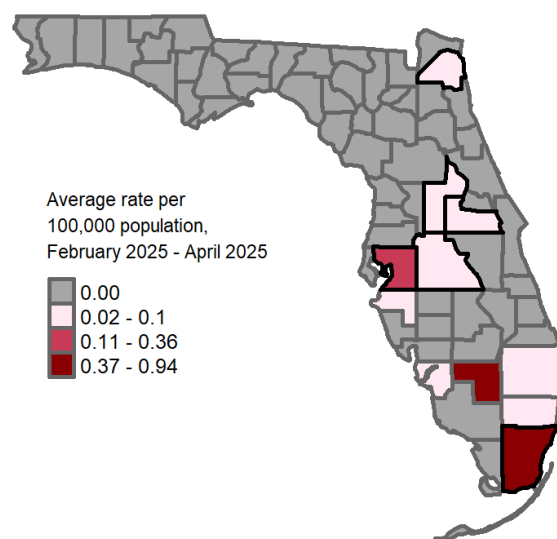 Average rate per
100,000 population,
February 2025 - April 2025
0.00
0.02 - 0.1
0.11 - 0.36
0.37 - 0.94